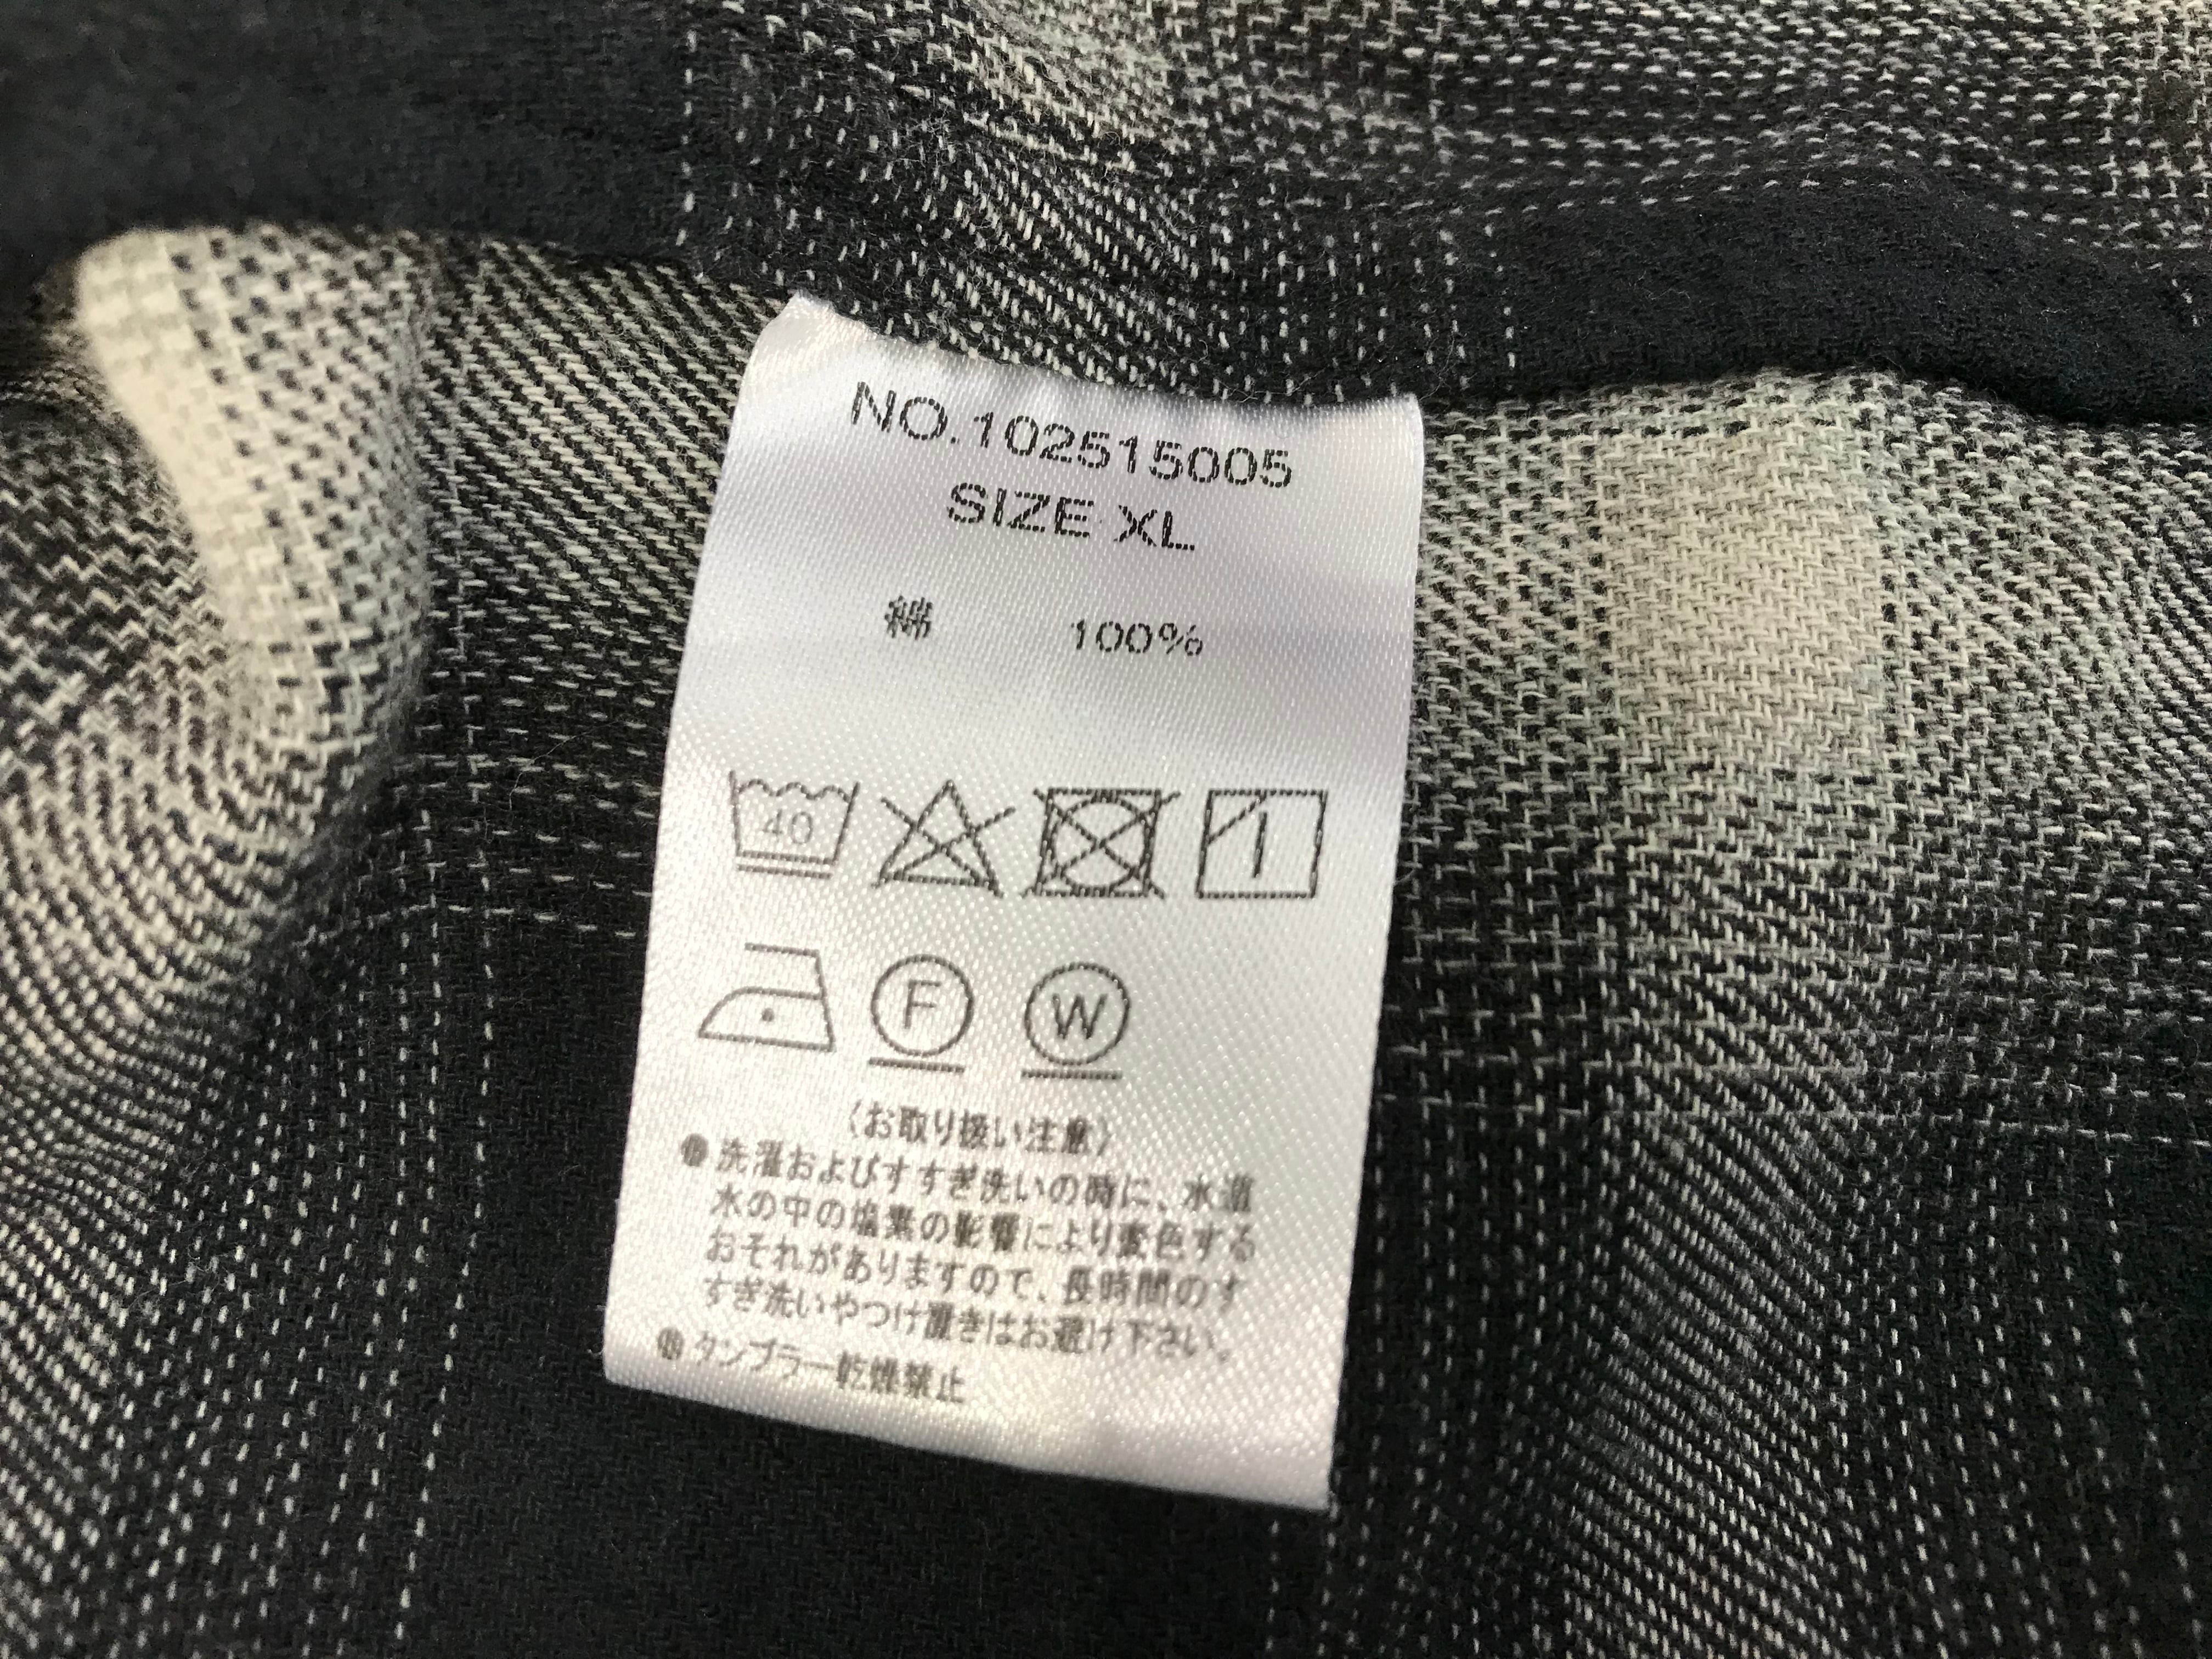 NO.102515005
SIZE XL
綿 100%
40
F W
〈お取り扱い注意〉
●洗濯およびすすぎ洗いの時に、水道
水の中の塩素の影響により変色する
おそれがありますので、長時間のす
すぎ洗いやつけ置きはお避け下さい。
●タンブラー乾燥禁止